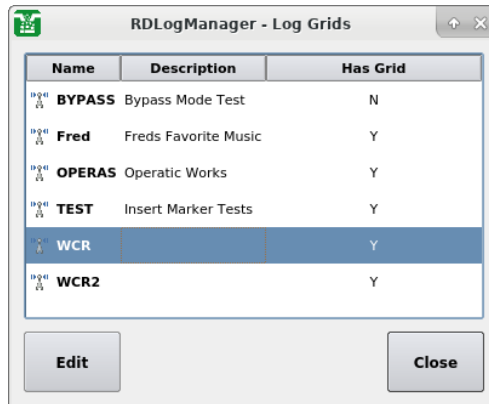 RDLogManager - Log Grids
Name Description Has Grid
BYPASS Bypass Mode Test N
Fred Freds Favorite Music Y
OPERAS Operatic Works Y
TEST Insert Marker Tests Y
WCR Y
WCR2 Y
Edit Close